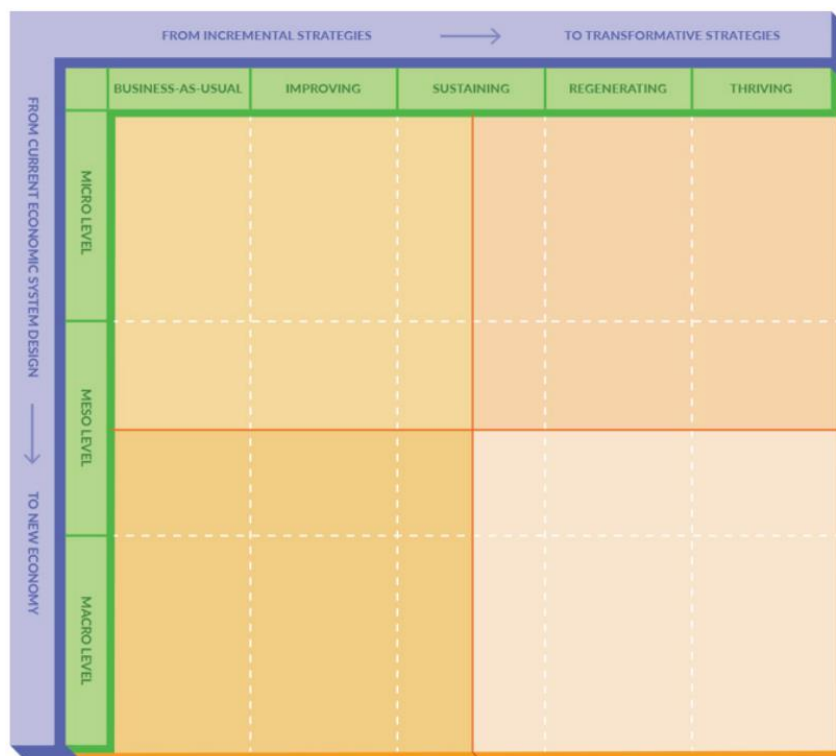 FROM INCREMENTAL STRATEGIES
TO TRANSFORMATIVE STRATEGIES
BUSINESS-AS-USUAL
IMPROVING
SUSTAINING
REGENERATING
THRIVING
FROM CURRENT ECONOMIC SYSTEM DESIGN
TO NEW ECONOMY
MICRO LEVEL
MESO LEVEL
MACRO LEVEL